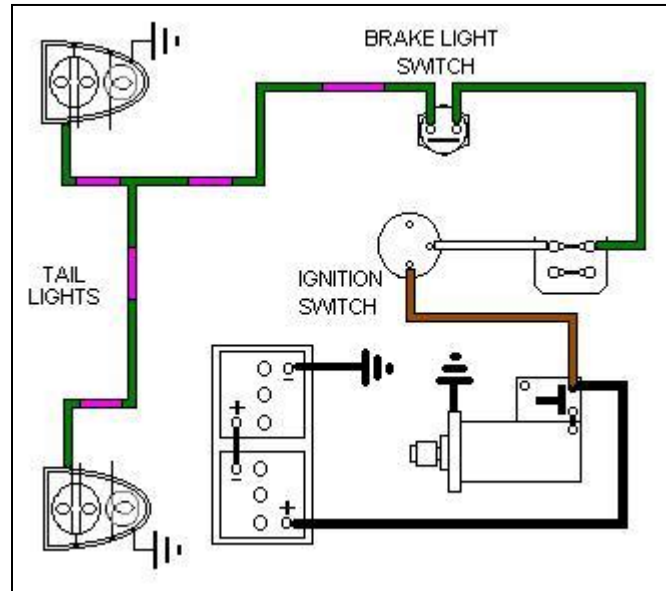 BRAKE LIGHT
SWITCH
TAIL
LIGHTS
IGNITION
SWITCH
-
+
-
+